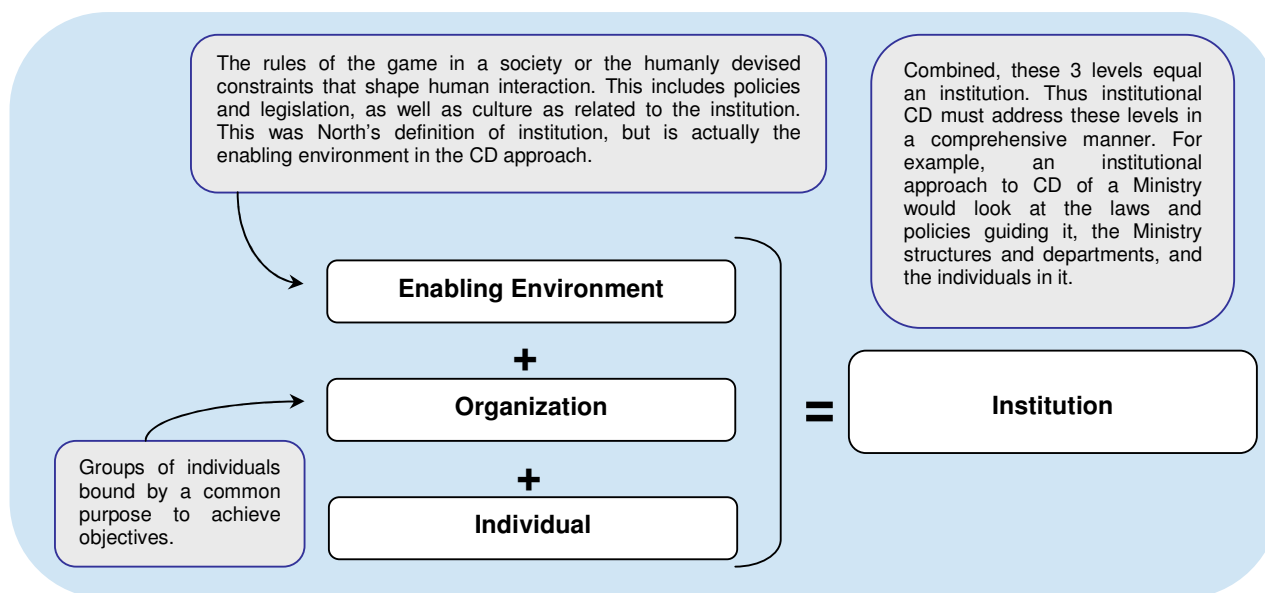 The rules of the game in a society or the humanly devised
constraints that shape human interaction. This includes policies
and legislation, as well as culture as related to the institution.
This was North's definition of institution, but is actually the
enabling environment in the CD approach.
Combined, these 3 levels equal
an institution. Thus institutional
CD must address these levels in
a comprehensive manner. For
example, an institutional
approach to CD of a Ministry
would look at the laws and
policies guiding it, the Ministry
structures and departments, and
the individuals in it.
Enabling Environment
+
Organization
=
Institution
Groups of individuals
bound by a common
purpose to achieve
objectives.
+
Individual